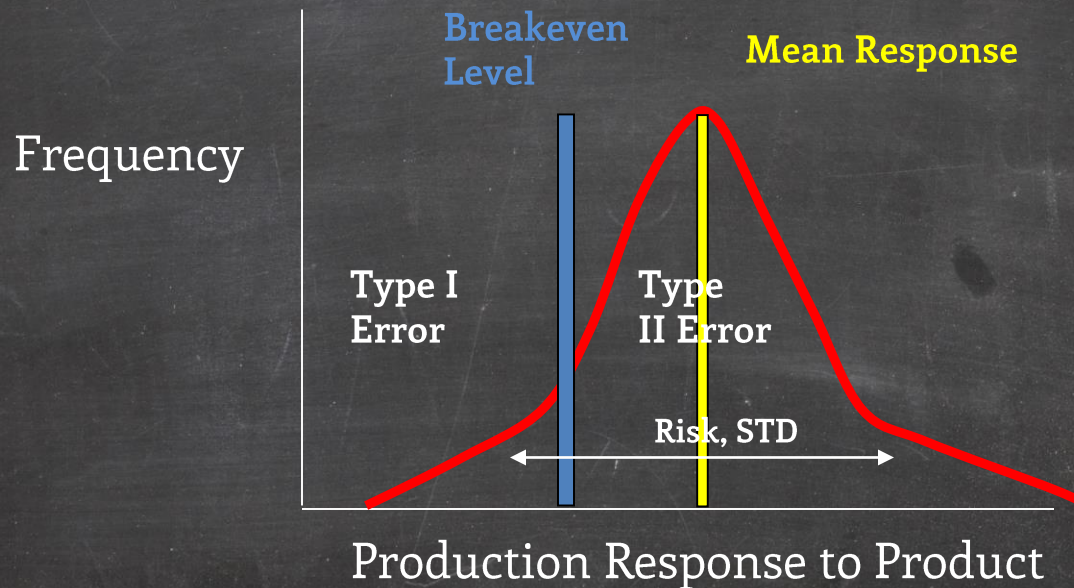 Breakeven
Level
Mean Response
Frequency
Type I
Error
Type
II Error
Risk, STD
Production Response to Product